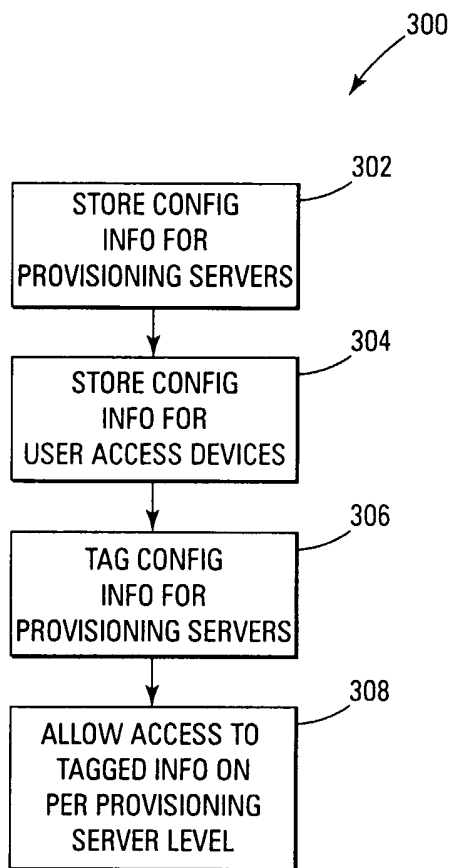 300
302
STORE CONFIG
INFO FOR
PROVISIONING SERVERS
304
STORE CONFIG
INFO FOR
USER ACCESS DEVICES
306
TAG CONFIG
INFO FOR
PROVISIONING SERVERS
308
ALLOW ACCESS TO
TAGGED INFO ON
PER PROVISIONING
SERVER LEVEL